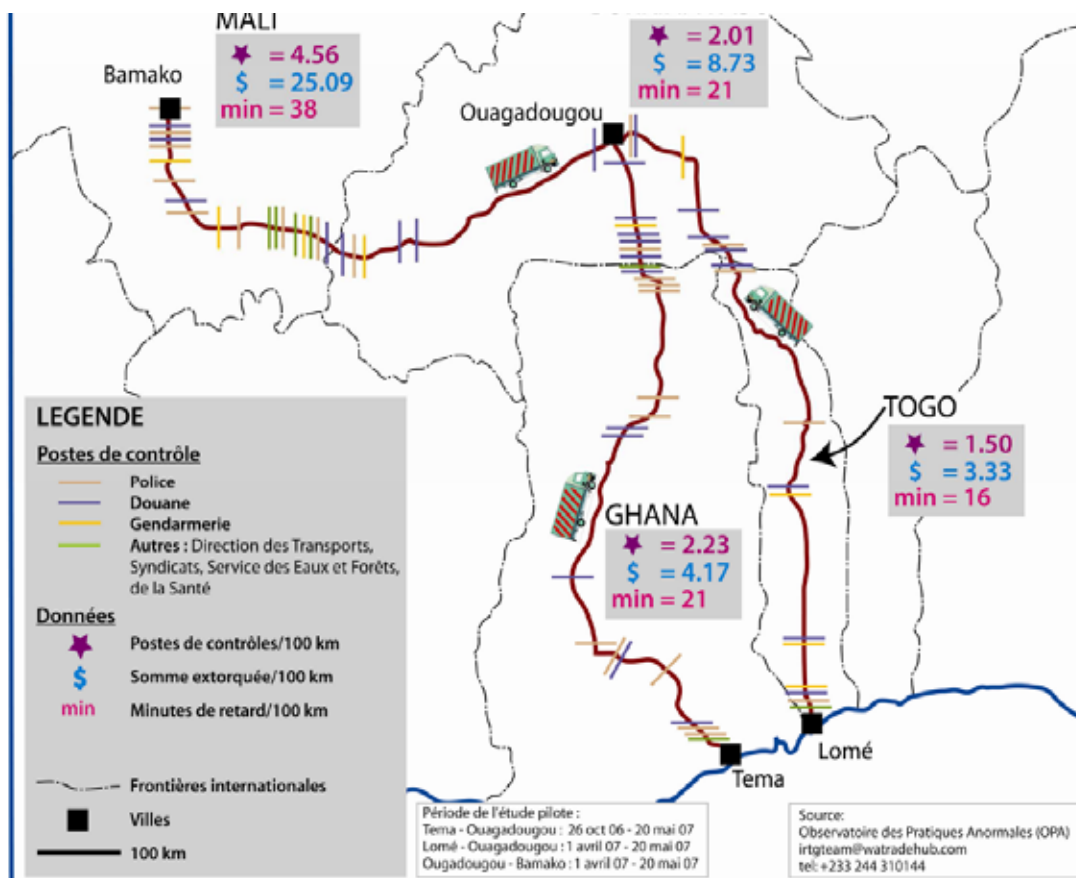 MALI
= 4.56
$ = 25.09
min = 38
Bamako
= 2.01
$ = 8.73
min = 21
Ouagadougou
TOGO
= 1.50
$ = 3.33
min = 16
GHANA
= 2.23
$ = 4.17
min = 21
LEGENDE
Postes de contrôle
Police
Douane
Gendarmerie
Autres : Direction des Transports,
Syndicats, Service des Eaux et Forêts,
de la Santé
Données
Postes de contrôles/100 km
$ Somme extorquée/100 km
min Minutes de retard/100 km
Frontières internationales
Villes
100 km
Lomé
Tema
Période de l'étude pilote :
Tema - Ouagadougou : 26 oct 06 - 20 mai 07
Lomé - Ouagadougou : 1 avril 07 - 20 mai 07
Ougadougou - Bamako : 1 avril 07 - 20 mai 07
Source:
Observatoire des Pratiques Anormales (OPA)
irtgteam@watradehub.com
tel: +233 244 310144